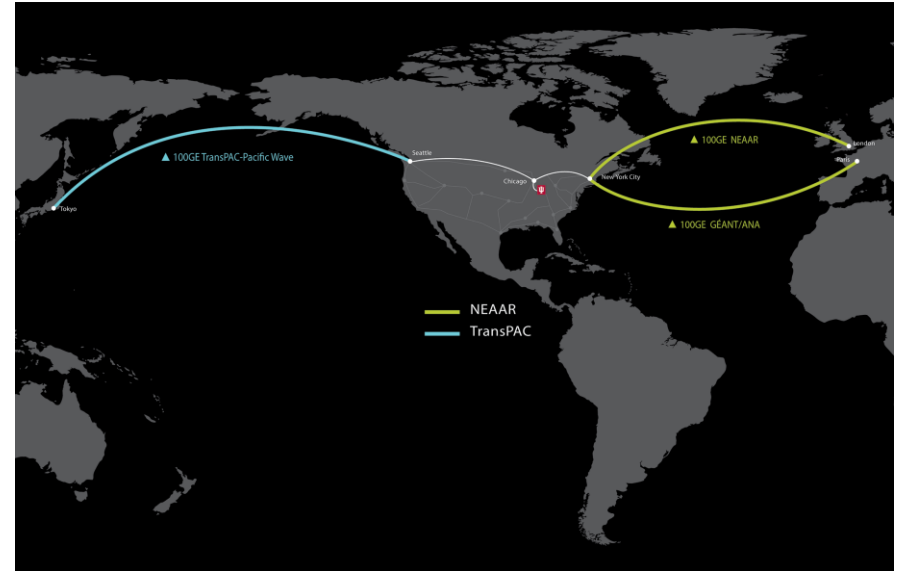 Seattle
▲ 100GE TransPAC-Pacific Wave
Tokyo
Chicago
New York City
▲ 100GE NEAAR
London
Paris
▲ 100GE GÉANT/ANA
NEAAR
TransPAC